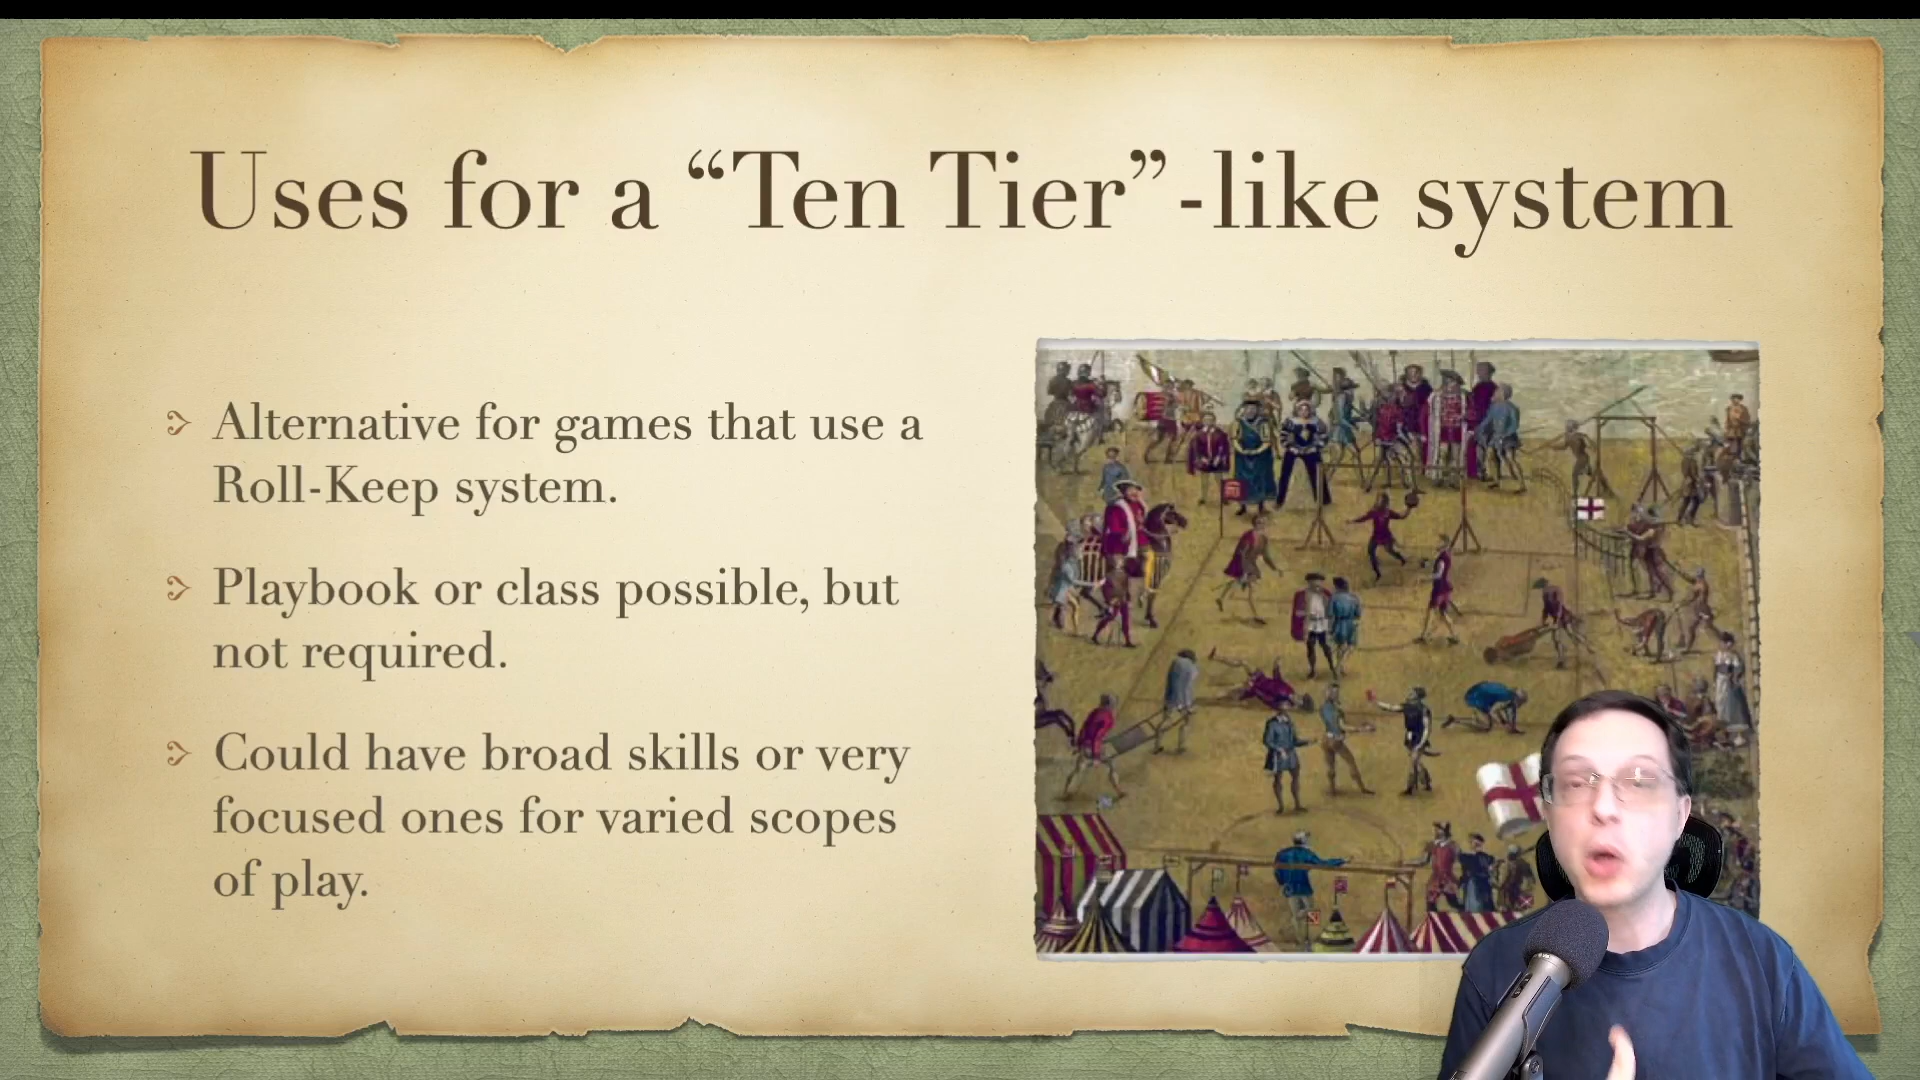 Uses for a “Ten Tier”-like system
Alternative for games that use a
Roll-Keep system.
Playbook or class possible, but
not required.
Could have broad skills or very
focused ones for varied scopes
of play.